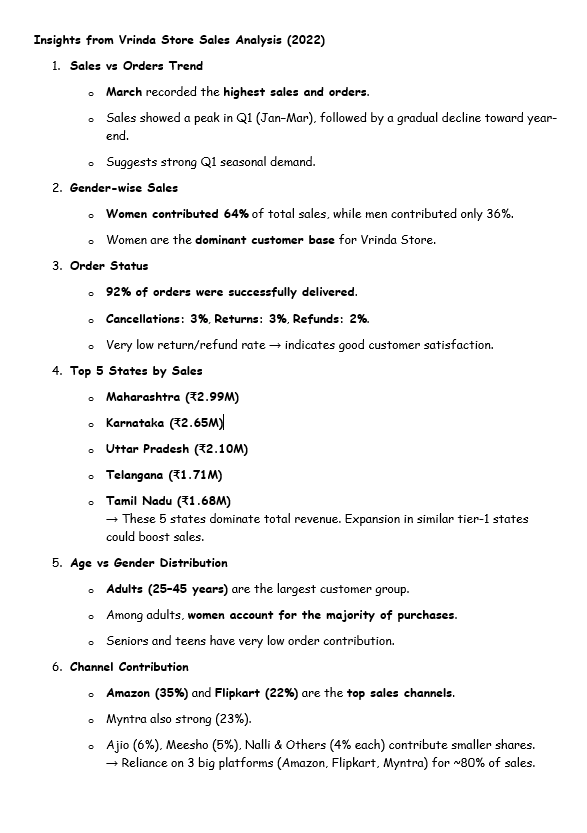 Insights from Vrinda Store Sales Analysis (2022)
1. Sales vs Orders Trend
o March recorded the highest sales and orders.
o Sales showed a peak in Q1 (Jan–Mar), followed by a gradual decline toward year-
end.
o Suggests strong Q1 seasonal demand.
2. Gender-wise Sales
o Women contributed 64% of total sales, while men contributed only 36%.
o Women are the dominant customer base for Vrinda Store.
3. Order Status
o 92% of orders were successfully delivered.
o Cancellations: 3%, Returns: 3%, Refunds: 2%.
o Very low return/refund rate → indicates good customer satisfaction.
4. Top 5 States by Sales
o Maharashtra (₹2.99M)
o Karnataka (₹2.65M)
o Uttar Pradesh (₹2.10M)
o Telangana (₹1.71M)
o Tamil Nadu (₹1.68M)
→ These 5 states dominate total revenue. Expansion in similar tier-1 states
could boost sales.
5. Age vs Gender Distribution
o Adults (25–45 years) are the largest customer group.
o Among adults, women account for the majority of purchases.
o Seniors and teens have very low order contribution.
6. Channel Contribution
o Amazon (35%) and Flipkart (22%) are the top sales channels.
o Myntra also strong (23%).
o Ajio (6%), Meesho (5%), Nalli & Others (4% each) contribute smaller shares.
→ Reliance on 3 big platforms (Amazon, Flipkart, Myntra) for ~80% of sales.